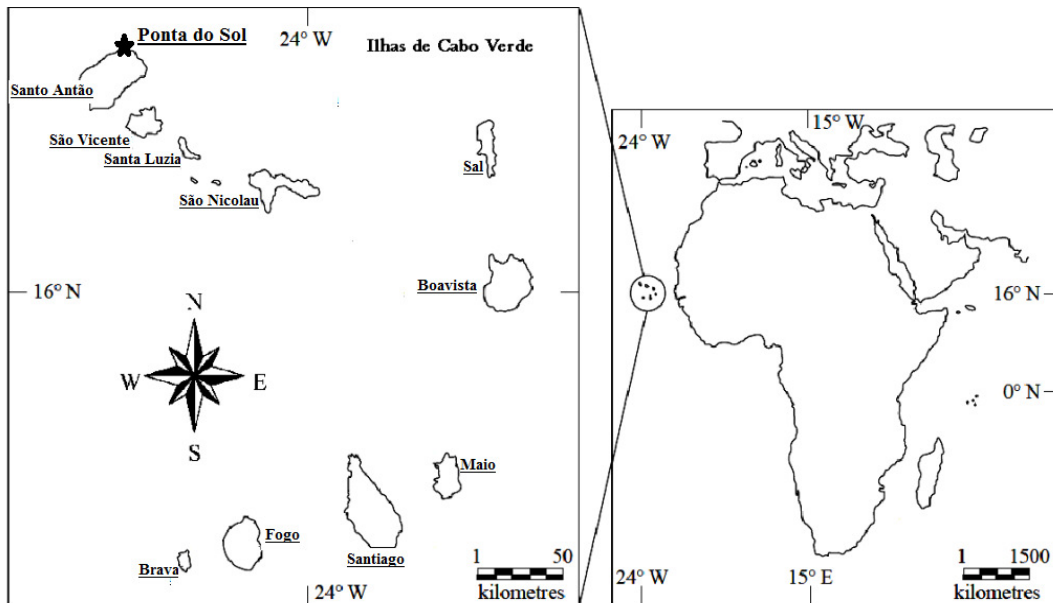 Ponta do Sol
24° W
Ilhas de Cabo Verde
Santo Antão
São Vicente
Santa Luzia
São Nicolau
Sal
Boavista
16° N
N
W E
S
Maio
Fogo
Santiago
Brava
24° W
1 50
kilometres
24° W
15° W
16° N
0° N
24° W
15° E
1 1500
kilometres